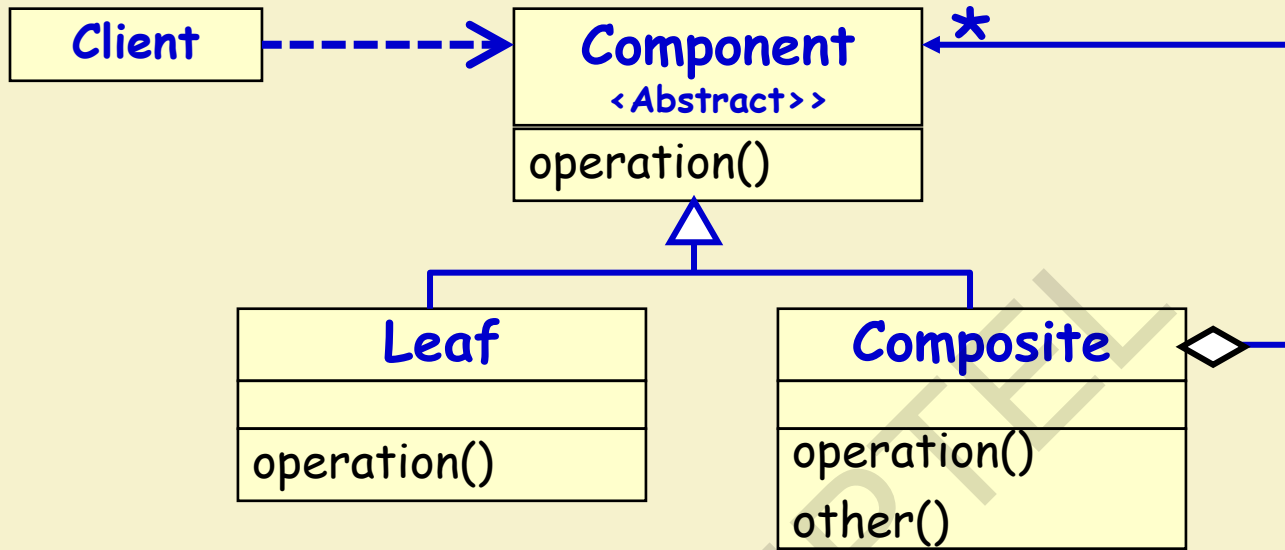 Client
Component
*
<Abstract>>
operation()
Leaf
Composite
operation()
operation()
other()